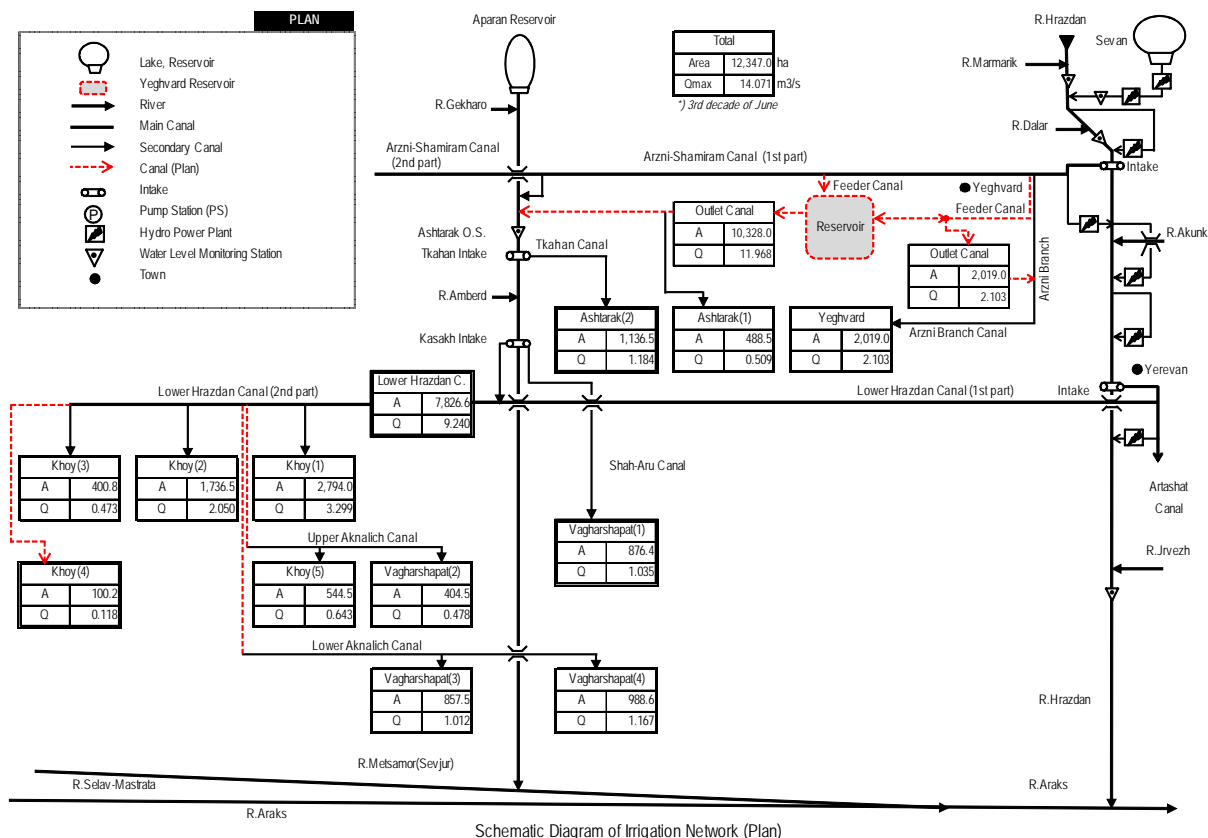 PLAN
Lake, Reservoir
Yeghvard Reservoir
River
Main Canal
Secondary Canal
Canal (Plan)
Intake
P
Pump Station (PS)
Hydro Power Plant
Water Level Monitoring Station
Town
Aparan Reservoir
R.Gekharo
Total
Area 12,347.0 ha
Qmax 14.071 m3/s
*) 3rd decade of June
R.Hrazdan
Sevan
R.Marmarik
R.Dalar
Arzni-Shamiram Canal
(2nd part)
Arzni-Shamiram Canal (1st part)
Intake
Feeder Canal
Yeghvard
Feeder Canal
Reservoir
Outlet Canal
A 10,328.0
Q 11.968
Outlet Canal
A 2,019.0
Q 2.103
Arzni Branch
R.Akunk
Ashtarak O.S.
Tkahan Canal
Tkahan Intake
R.Amberd
Kasakh Intake
Ashtarak(2)
A 1,136.5
Q 1.184
Ashtarak(1)
A 488.5
Q 0.509
Yeghvard
A 2,019.0
Q 2.103
Arzni Branch Canal
Yerevan
Lower Hrazdan Canal (2nd part)
Lower Hrazdan C.
A 7,826.6
Q 9.240
Lower Hrazdan Canal (1st part)
Intake
Khoy(3)
A 400.8
Q 0.473
Khoy(2)
A 1,736.5
Q 2.050
Khoy(1)
A 2,794.0
Q 3.299
Shah-Aru Canal
Artashat
Canal
Vagharshapat(1)
A 876.4
Q 1.035
Upper Aknalich Canal
R.Jrvezh
Khoy(4)
A 100.2
Q 0.118
Khoy(5)
A 544.5
Q 0.643
Vagharshapat(2)
A 404.5
Q 0.478
Lower Aknalich Canal
Vagharshapat(3)
A 857.5
Q 1.012
Vagharshapat(4)
A 988.6
Q 1.167
R.Hrazdan
R.Metsamor(Sevjur)
R.Selav-Mastrata
R.Araks
R.Araks
Schematic Diagram of Irrigation Network (Plan)